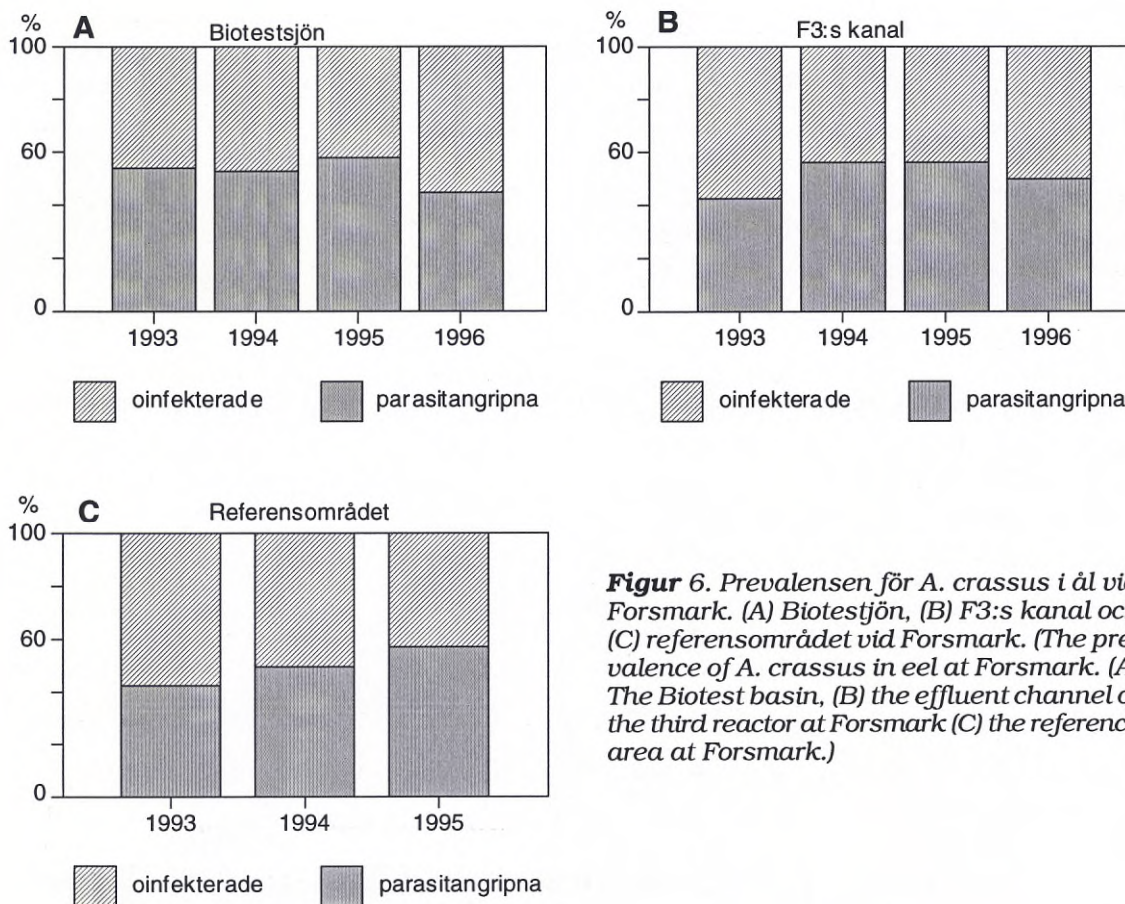 %
A
Biotestsjön
100
60
0
1993 1994 1995 1996
oinfekterade parasitangripna
%
B
F3:s kanal
100
60
0
1993 1994 1995 1996
oinfekterade parasitangripna
%
C
Referensområdet
100
60
0
1993 1994 1995
oinfekterade parasitangripna
Figur 6. Prevalensen för A. crassus i ål
Forsmark. (A) Biotestjön, (B) F3:s kanal
(C) referensområdet vid Forsmark. (The pre-
valence of A. crassus in eel at Forsmark.
The Biotest basin, (B) the effluent channel
the third reactor at Forsmark (C) the reference
area at Forsmark.)